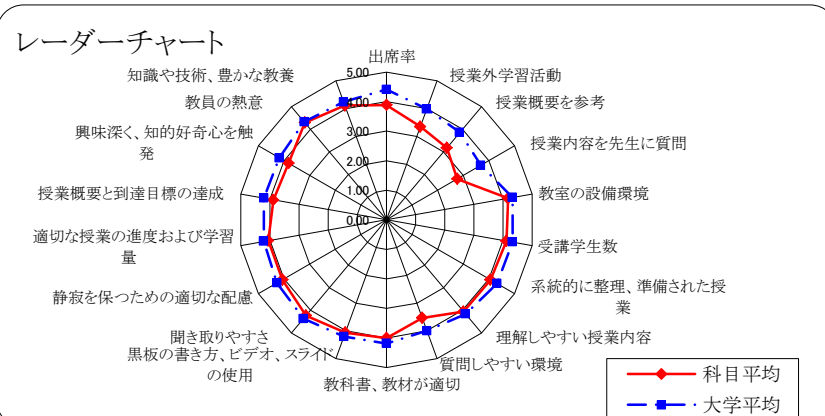 レーダーチャート
出席率
授業外学習活動
授業概要を参考
授業内容を先生に質問
教室の設備環境
受講学生数
系統的に整理、準備された授
業
理解しやすい授業内容
質問しやすい環境
教科書、教材が適切
黒板の書き方、ビデオ、スライド
の使用
聞き取りやすさ
静寂を保つための適切な配慮
適切な授業の進度および学習
量
授業概要と到達目標の達成
興味深く、知的好奇心を触
発
教員の熱意
知識や技術、豊かな教養
5.00
4.00
3.00
2.00
1.00
0.00
科目平均
大学平均